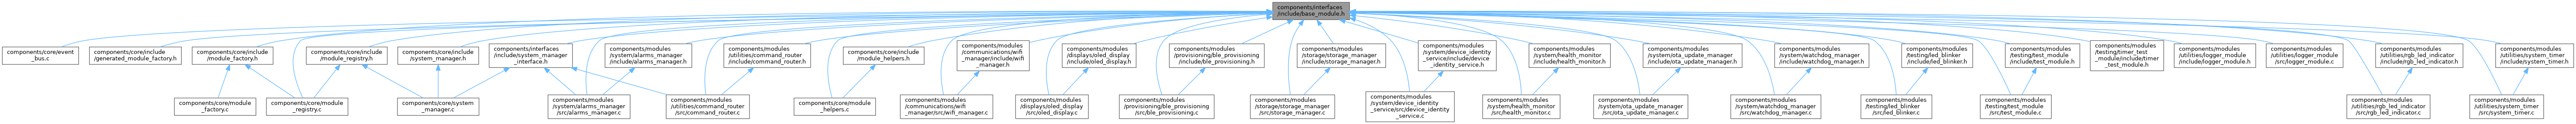 components/interfaces
/include/base_module.h
components/core/event
_bus.c
components/core/include
/generated_module_factory.h
components/core/include
/module_factory.h
components/core/include
/module_registry.h
components/core/include
/system_manager.h
components/interfaces
/include/system_manager
_interface.h
components/modules
/system/alarms_manager
/include/alarms_manager.h
components/modules
/utilities/command_router
/include/command_router.h
components/core/include
/module_helpers.h
components/modules
/communications/wifi
_manager/include/wifi
_manager.h
components/modules
/displays/oled_display
/include/oled_display.h
components/modules
/provisioning/ble_provisioning
/include/ble_provisioning.h
components/modules
/storage/storage_manager
/include/storage_manager.h
components/modules
/system/device_identity
_service/include/device
_identity_service.h
components/modules
/system/health_monitor
/include/health_monitor.h
components/modules
/system/ota_update_manager
/include/ota_update_manager.h
components/modules
/system/watchdog_manager
/include/watchdog_manager.h
components/modules
/testing/led_blinker
/include/led_blinker.h
components/modules
/testing/test_module
/include/test_module.h
components/modules
/testing/timer_test
_module/include/timer
_test_module.h
components/modules
/utilities/logger_module
/include/logger_module.h
components/modules
/utilities/logger_module
/src/logger_module.c
components/modules
/utilities/rgb_led_indicator
/include/rgb_led_indicator.h
components/modules
/utilities/system_timer
/include/system_timer.h
components/core/module
_factory.c
components/core/module
_registry.c
components/core/system
_manager.c
components/modules
/system/alarms_manager
/src/alarms_manager.c
components/modules
/utilities/command_router
/src/command_router.c
components/core/module
_helpers.c
components/modules
/communications/wifi
_manager/src/wifi_manager.c
components/modules
/displays/oled_display
/src/oled_display.c
components/modules
/provisioning/ble_provisioning
/src/ble_provisioning.c
components/modules
/storage/storage_manager
/src/storage_manager.c
components/modules
/system/device_identity
_service/src/device_identity
_service.c
components/modules
/system/health_monitor
/src/health_monitor.c
components/modules
/system/ota_update_manager
/src/ota_update_manager.c
components/modules
/system/watchdog_manager
/src/watchdog_manager.c
components/modules
/testing/led_blinker
/src/led_blinker.c
components/modules
/testing/test_module
/src/test_module.c
components/modules
/utilities/rgb_led_indicator
/src/rgb_led_indicator.c
components/modules
/utilities/system_timer
/src/system_timer.c